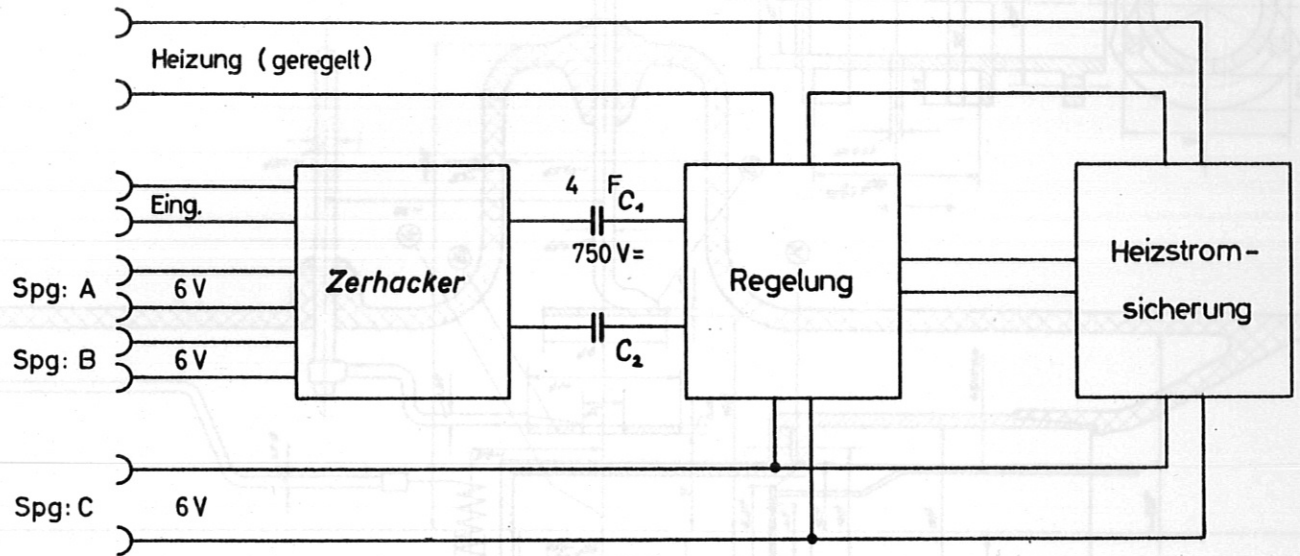 Heizung (geregelt)
Eing.
Spg: A 6 V
Spg: B 6 V
Zerhacker
4 F
C₁
750 V=
C₂
Regelung
Heizstrom-
sicherung
Spg: C 6 V